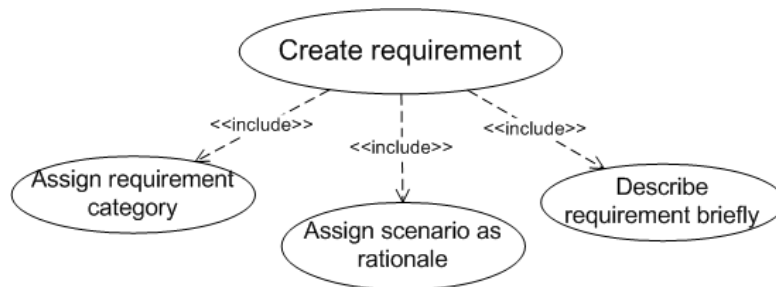 Create requirement
<<include>>
<<include>>
<<include>>
Assign requirement
category
Assign scenario as
rationale
Describe
requirement briefly